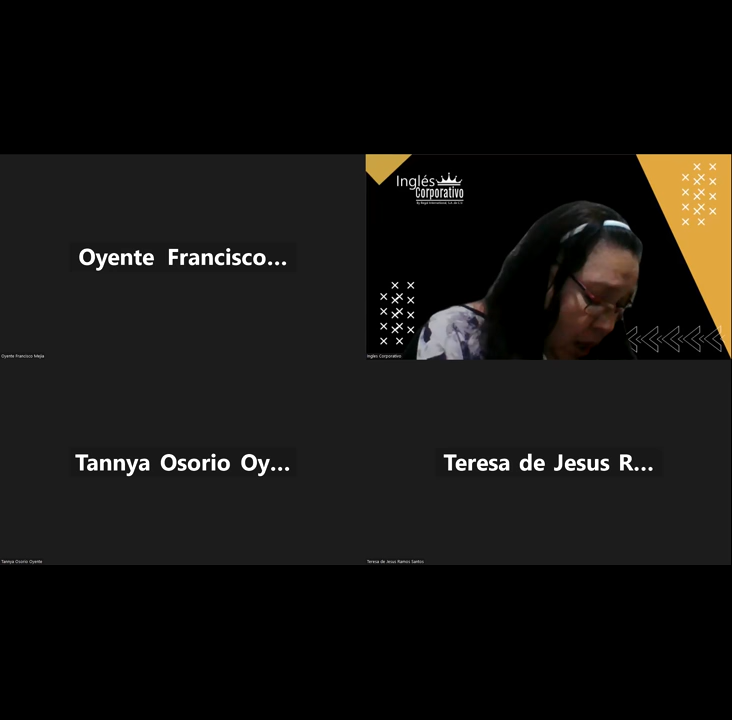 Oyente Francisco...
Oyente Francisco Mejia
Inglés
Corporativo
Ingles Corporativo
Tannya Osorio Oy...
Tannya Osorio Oyente
Teresa de Jesus R...
Teresa de Jesus Ramos Santos